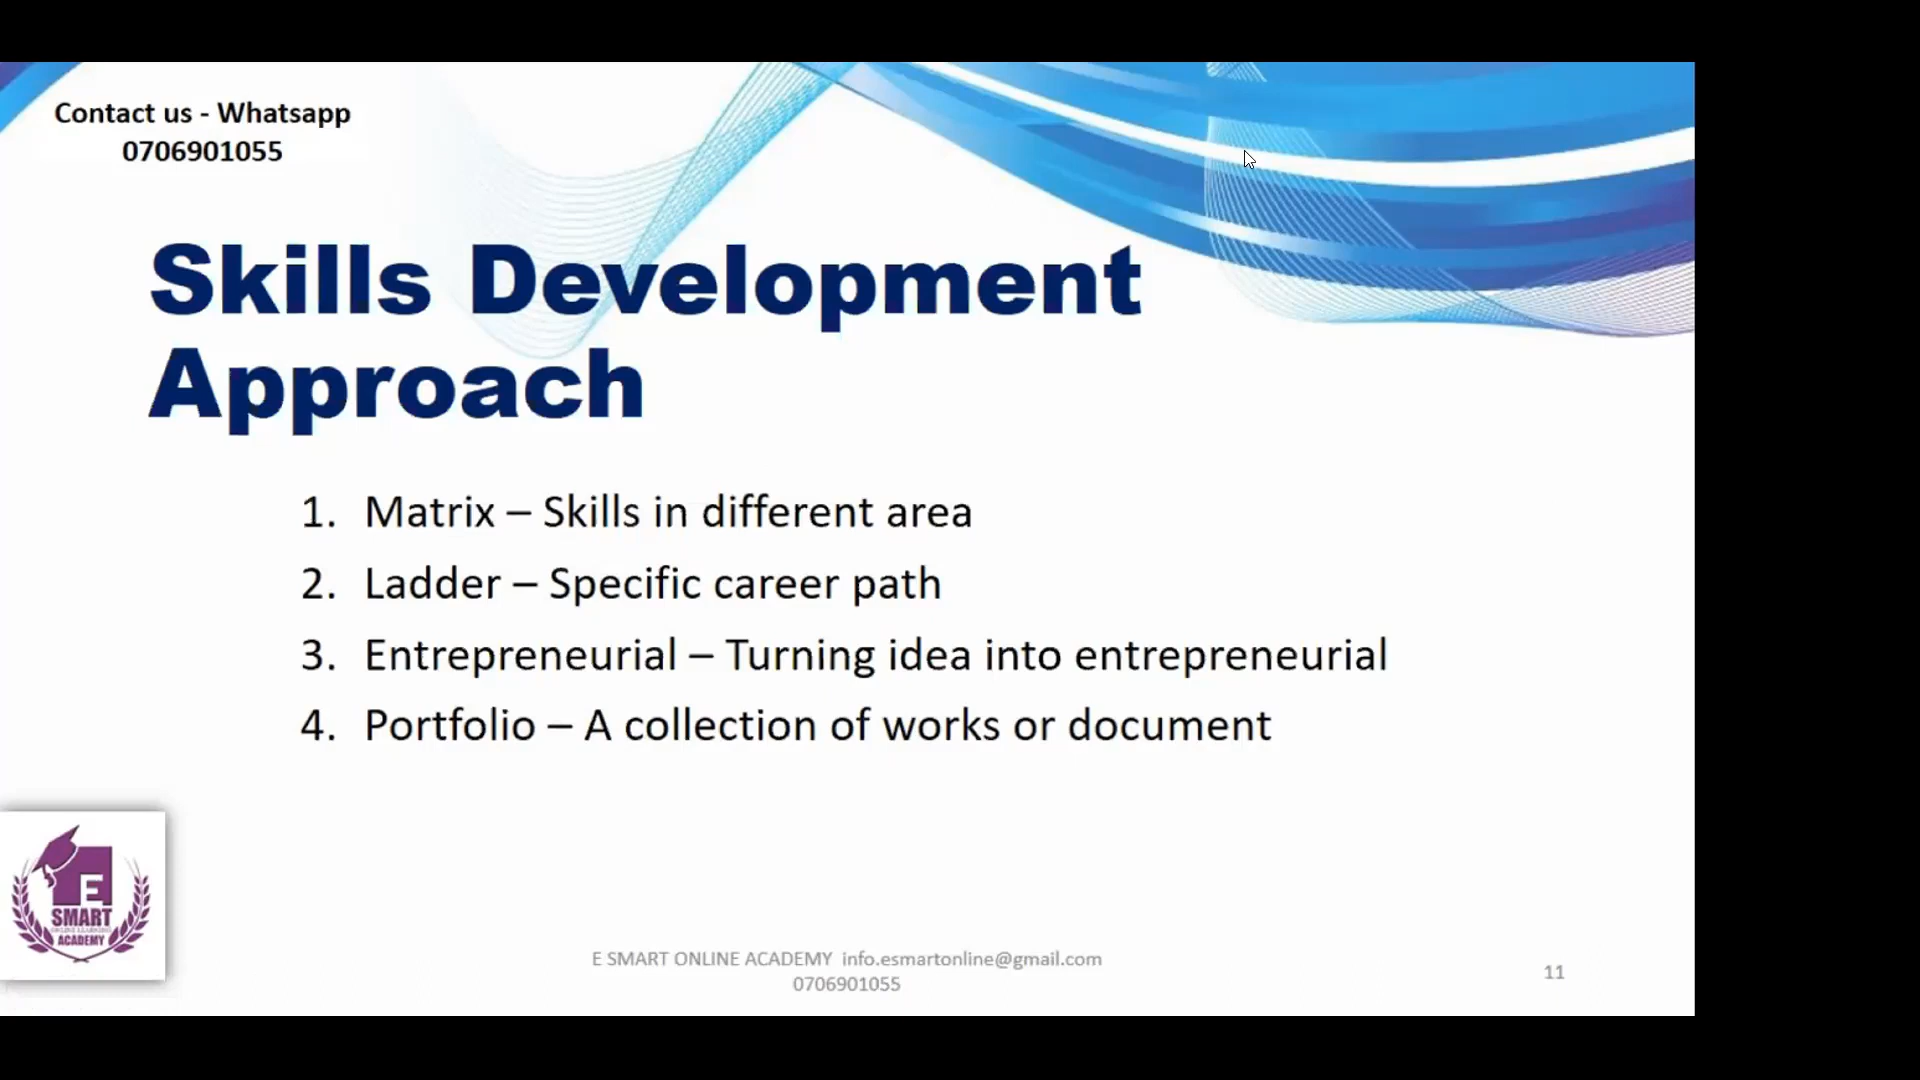 Contact us - Whatsapp
0706901055
Skills Development
Approach
1. Matrix – Skills in different area
2. Ladder – Specific career path
3. Entrepreneurial – Turning idea into entrepreneurial
4. Portfolio – A collection of works or document
E
SMART
ACADEMY
E SMART ONLINE ACADEMY info.esmartonline@gmail.com
0706901055
11